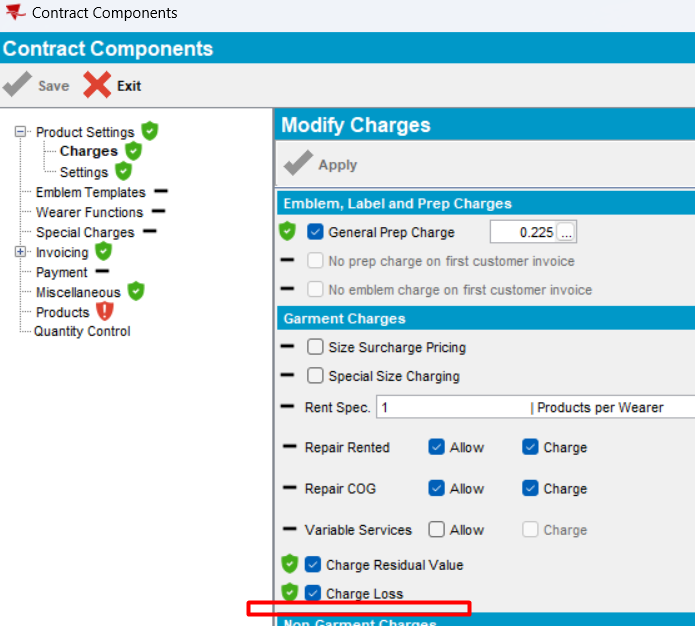 Contract Components
Contract Components
Save Exit
Product Settings
Charges
Settings
Emblem Templates
Wearer Functions
Special Charges
Invoicing
Payment
Miscellaneous
Products
Quantity Control
Modify Charges
Apply
Emblem, Label and Prep Charges
General Prep Charge 0.225 ...
No prep charge on first customer invoice
No emblem charge on first customer invoice
Garment Charges
Size Surcharge Pricing
Special Size Charging
Rent Spec. 1 | Products per Wearer
Repair Rented Allow Charge
Repair COG Allow Charge
Variable Services Allow Charge
Charge Residual Value
Charge Loss
Non Garment Charges